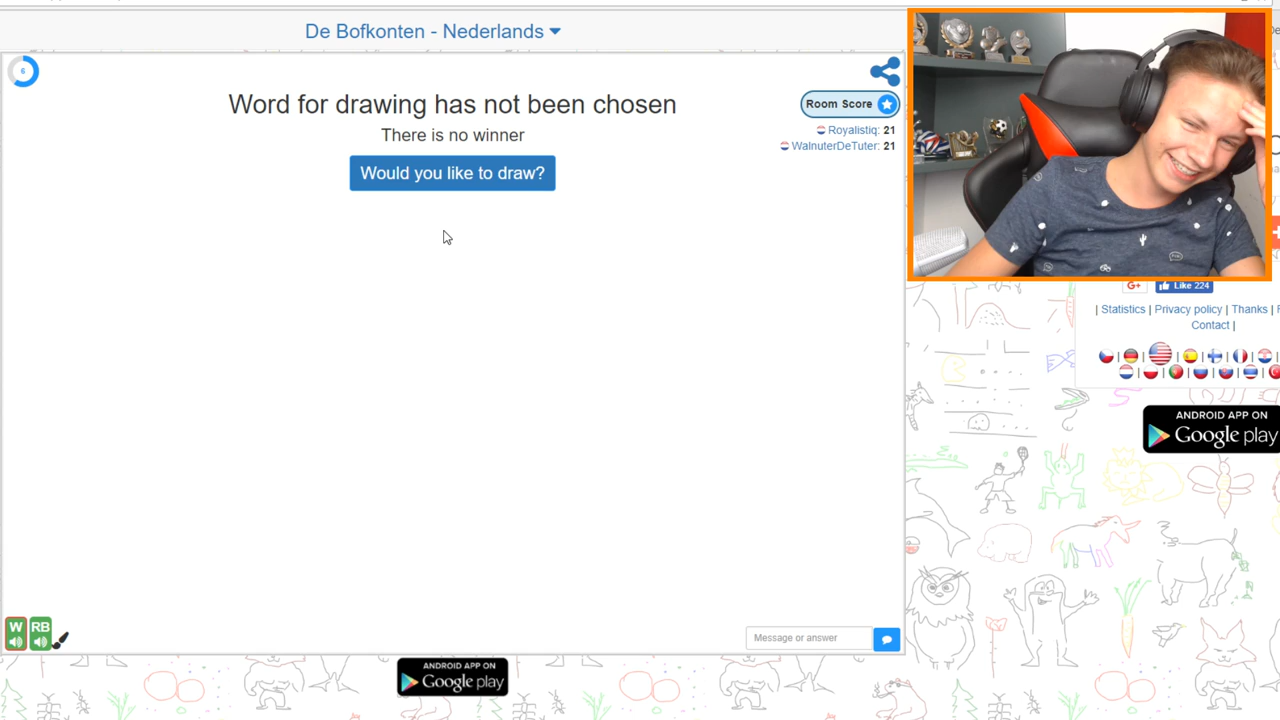 De Bofkonten - Nederlands
6
Word for drawing has not been chosen
There is no winner
Would you like to draw?
Room Score
Royalistiq: 21
WalnuterDeTuter: 21
G+
Like 224
| Statistics | Privacy policy | Thanks |
Contact |
ANDROID APP ON
Google play
W
RB
Message or answer
ANDROID APP ON
Google play